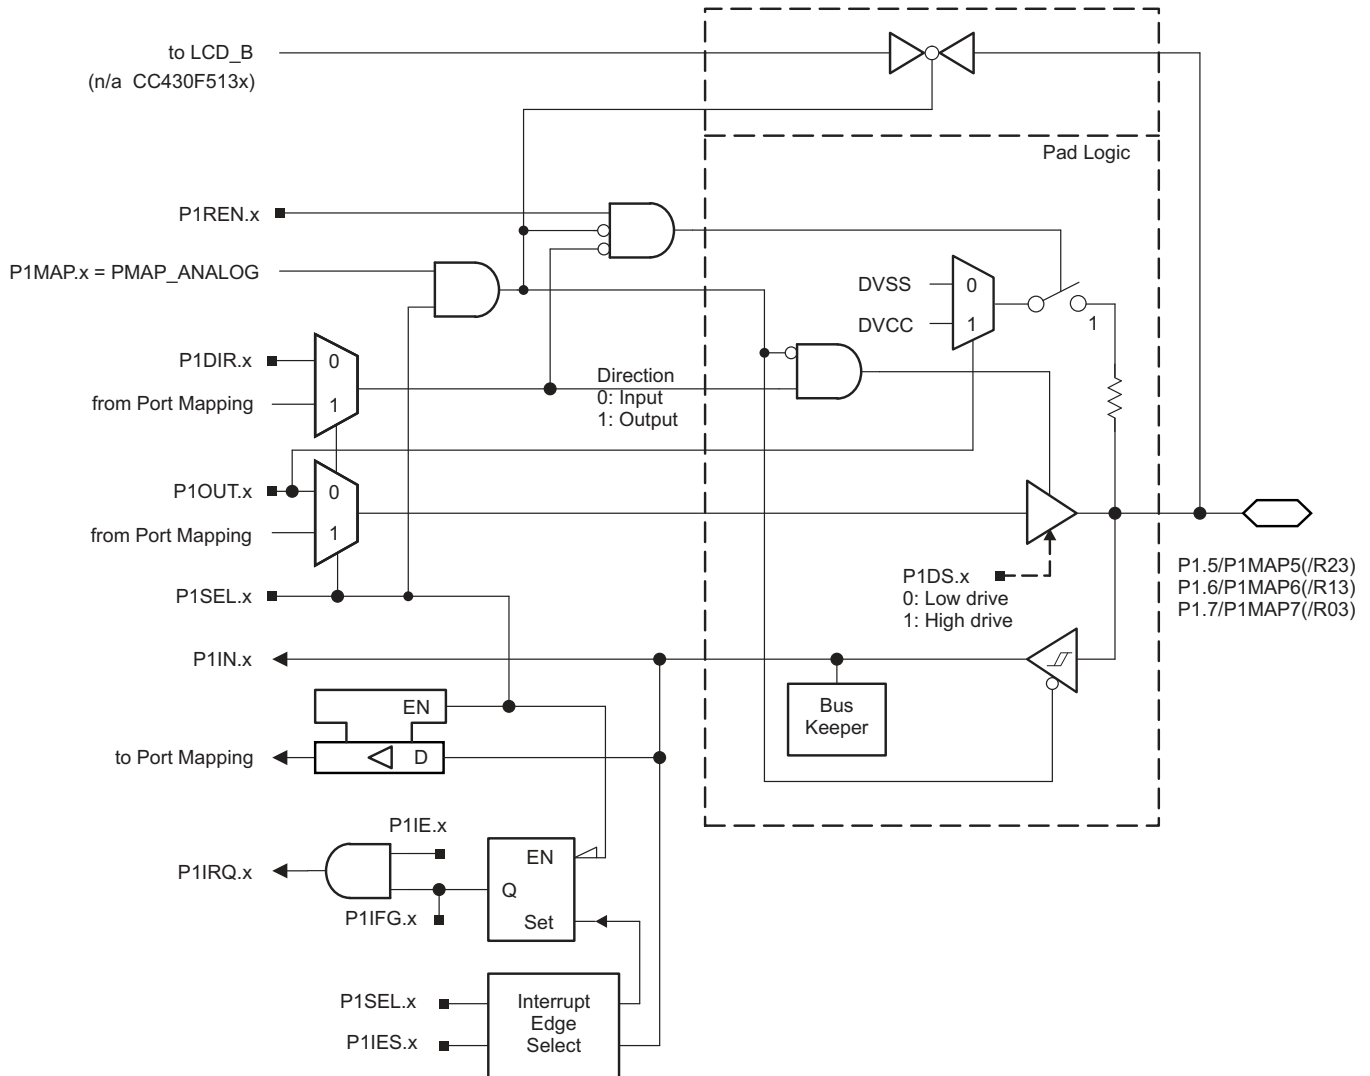 to LCD_B
(n/a CC430F513x)
Pad Logic
P1REN.x
P1MAP.x = PMAP_ANALOG
DVSS
0
DVCC
1
1
P1DIR.x
0
from Port Mapping
1
Direction
0: Input
1: Output
P1OUT.x
0
from Port Mapping
1
P1SEL.x
P1DS.x
0: Low drive
1: High drive
P1.5/P1MAP5(/R23)
P1.6/P1MAP6(/R13)
P1.7/P1MAP7(/R03)
P1IN.x
EN
Bus
Keeper
to Port Mapping
D
P1IE.x
EN
P1IRQ.x
Q
P1IFG.x
Set
P1SEL.x
Interrupt
Edge
Select
P1IES.x